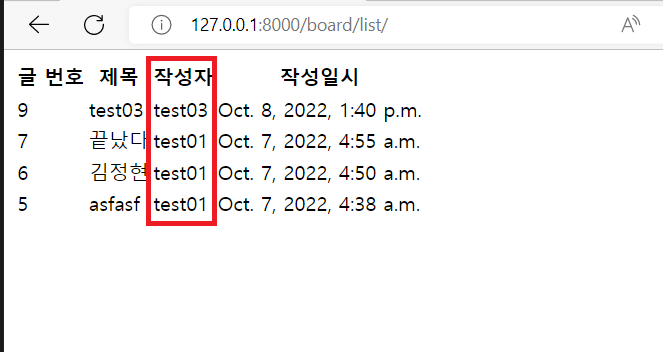 127.0.0.1:8000/board/list/
글 번호 제목 작성자 작성일시
9 test03 test03 Oct. 8, 2022, 1:40 p.m.
7 끝났다 test01 Oct. 7, 2022, 4:55 a.m.
6 김정현 test01 Oct. 7, 2022, 4:50 a.m.
5 asfasf test01 Oct. 7, 2022, 4:38 a.m.